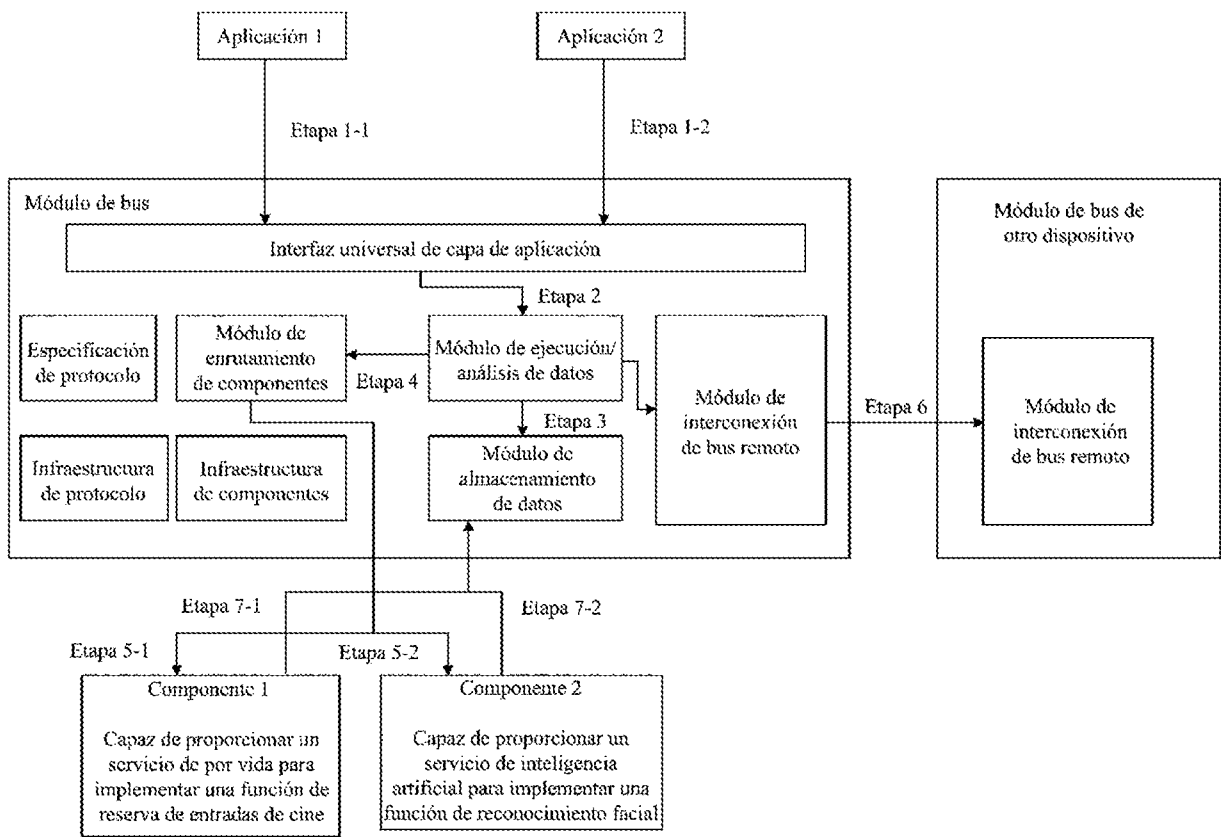 Aplicación 1
Aplicación 2
Etapa 1-1
Etapa 1-2
Módulo de bus
Interfaz universal de capa de aplicación
Etapa 2
Especificación
de protocolo
Módulo de
enrutamiento
de componentes
Etapa 4
Módulo de ejecución/
análisis de datos
Etapa 3
Infraestructura
de protocolo
Infraestructura
de componentes
Módulo de
almacenamiento
de datos
Módulo de
interconexión
de bus remoto
Etapa 6
Módulo de bus de
otro dispositivo
Módulo de
interconexión
de bus remoto
Etapa 7-1
Etapa 7-2
Etapa 5-1
Etapa 5-2
Componente 1
Capaz de proporcionar un
servicio de por vida para
implementar una función de
reserva de entradas de cine
Componente 2
Capaz de proporcionar un
servicio de inteligencia
artificial para implementar una
función de reconocimiento facial